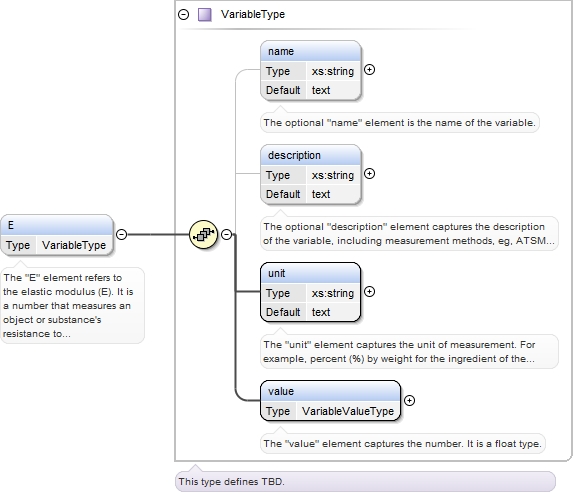 VariableType
name
Type xs:string
Default text
The optional "name" element is the name of the variable.
description
Type xs:string
Default text
The optional "description" element captures the description
of the variable, including measurement methods, eg, ATSM...
E
Type VariableType
The "E" element refers to
the elastic modulus (E). It is
a number that measures an
object or substance's
resistance to...
unit
Type xs:string
Default text
The "unit" element captures the unit of measurement. For
example, percent (%) by weight for the ingredient of the...
value
Type VariableValueType
The "value" element captures the number. It is a float type.
This type defines TBD.